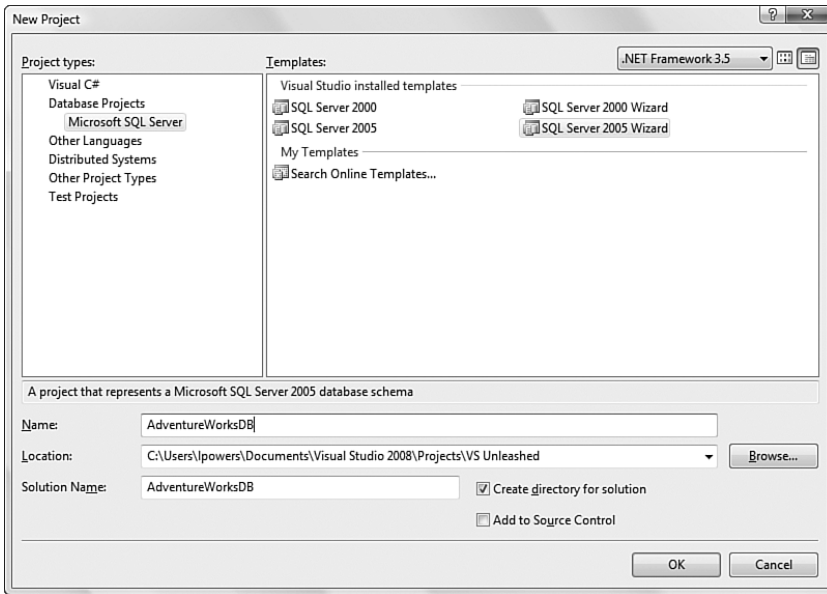 New Project
Project types:
Templates:
.NET Framework 3.5
Visual C#
Database Projects
Microsoft SQL Server
Other Languages
Distributed Systems
Other Project Types
Test Projects
Visual Studio installed templates
SQL Server 2000
SQL Server 2000 Wizard
SQL Server 2005
SQL Server 2005 Wizard
My Templates
Search Online Templates...
A project that represents a Microsoft SQL Server 2005 database schema
Name:
AdventureWorksDB
Location:
C:\Users\lpowers\Documents\Visual Studio 2008\Projects\VS Unleashed
Browse...
Solution Name:
AdventureWorksDB
Create directory for solution
Add to Source Control
OK
Cancel